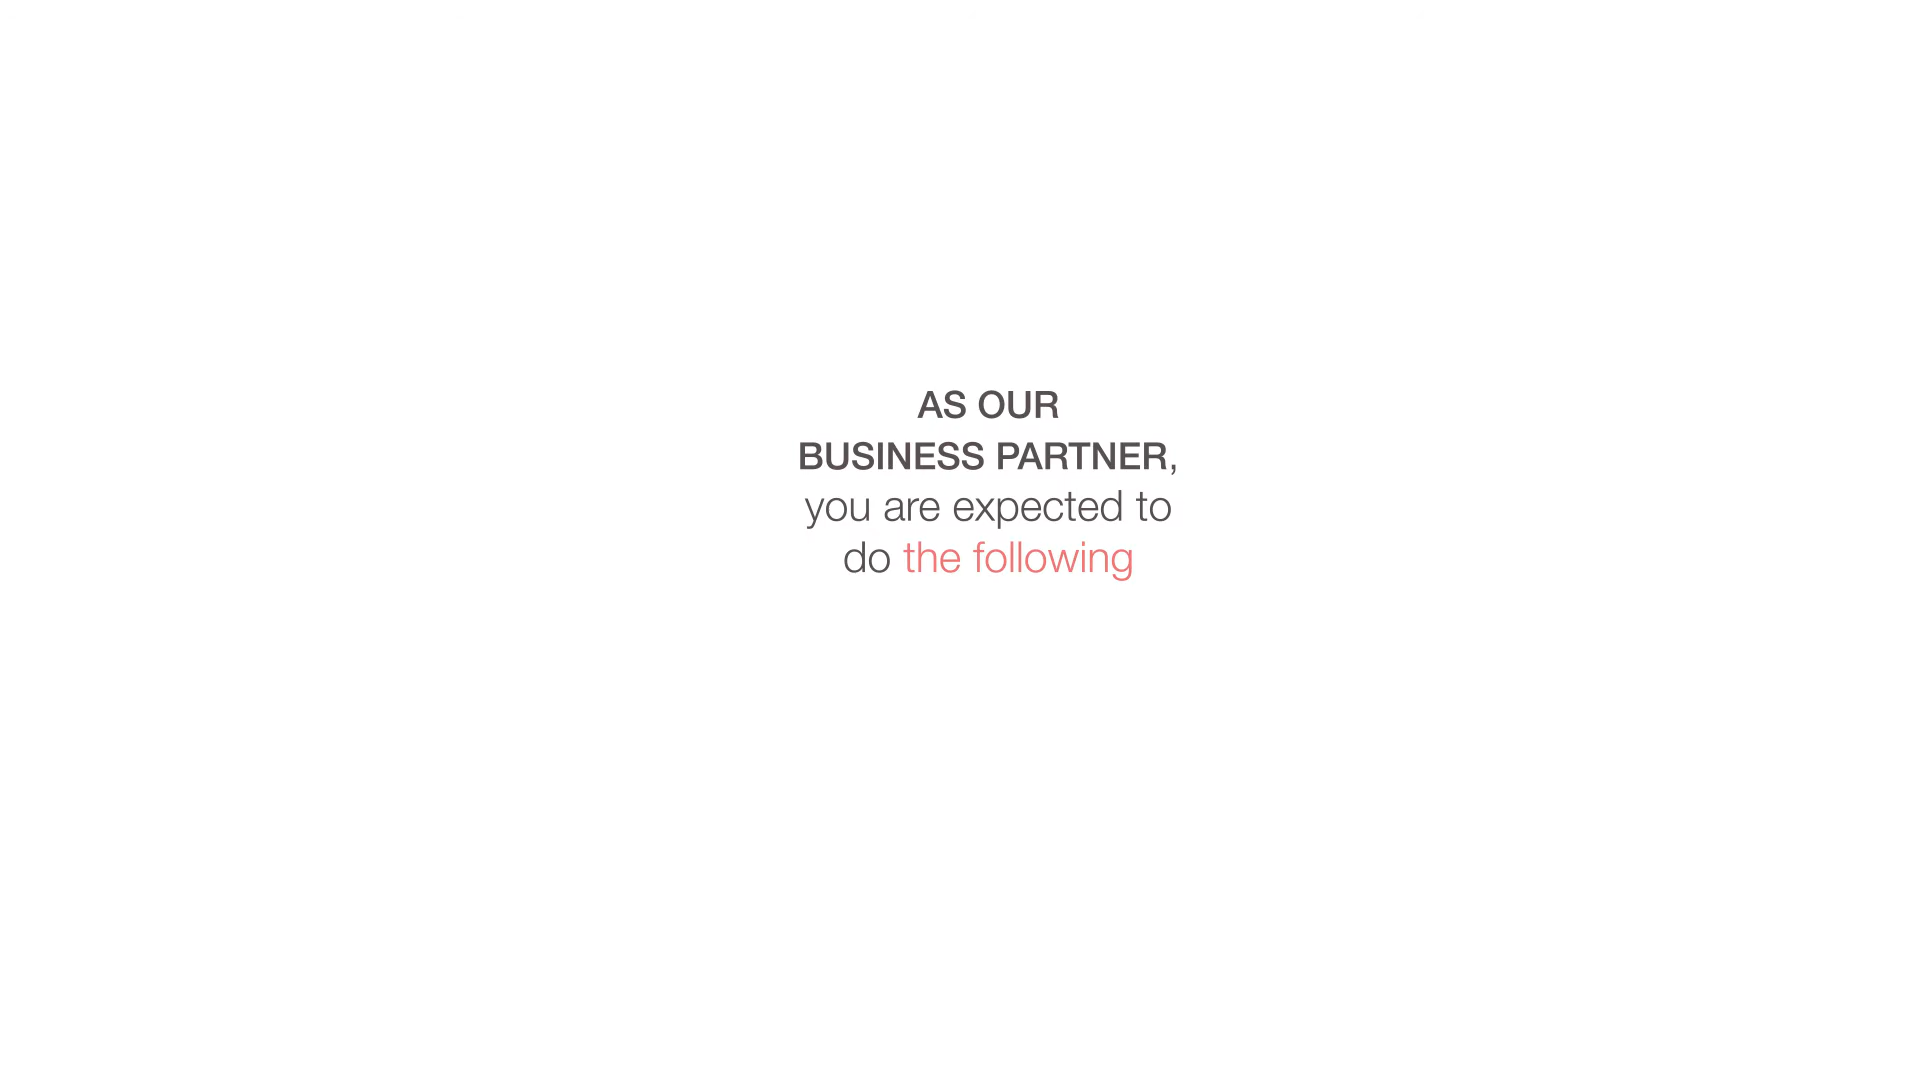 AS OUR
BUSINESS PARTNER,
you are expected to
do the following